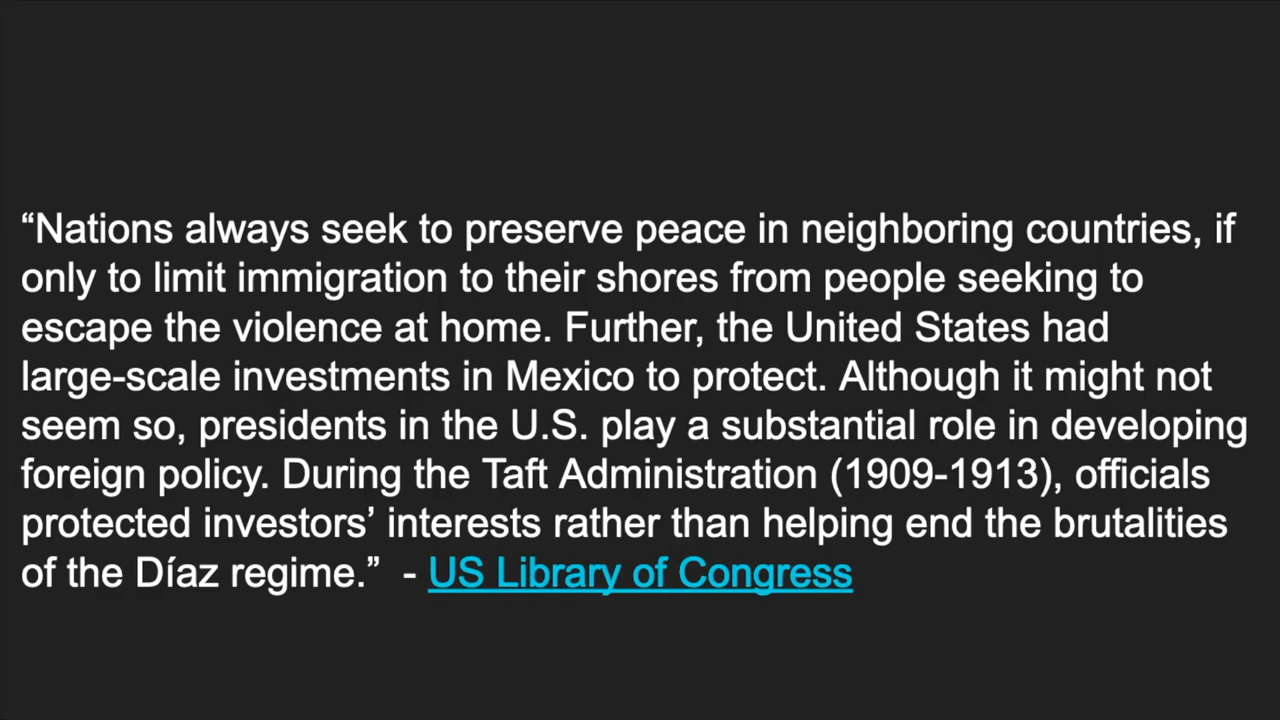 “Nations always seek to preserve peace in neighboring countries, if
only to limit immigration to their shores from people seeking to
escape the violence at home. Further, the United States had
large-scale investments in Mexico to protect. Although it might not
seem so, presidents in the U.S. play a substantial role in developing
foreign policy. During the Taft Administration (1909-1913), officials
protected investors’ interests rather than helping end the brutalities
of the Díaz regime.”  - US Library of Congress